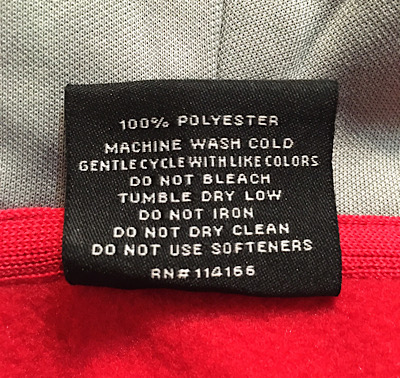 100% POLYESTER
MACHINE WASH COLD
GENTLE CYCLE WITH LIKE COLORS
DO NOT BLEACH
TUMBLE DRY LOW
DO NOT IRON
DO NOT DRY CLEAN
DO NOT USE SOFTENERS
RN#114166